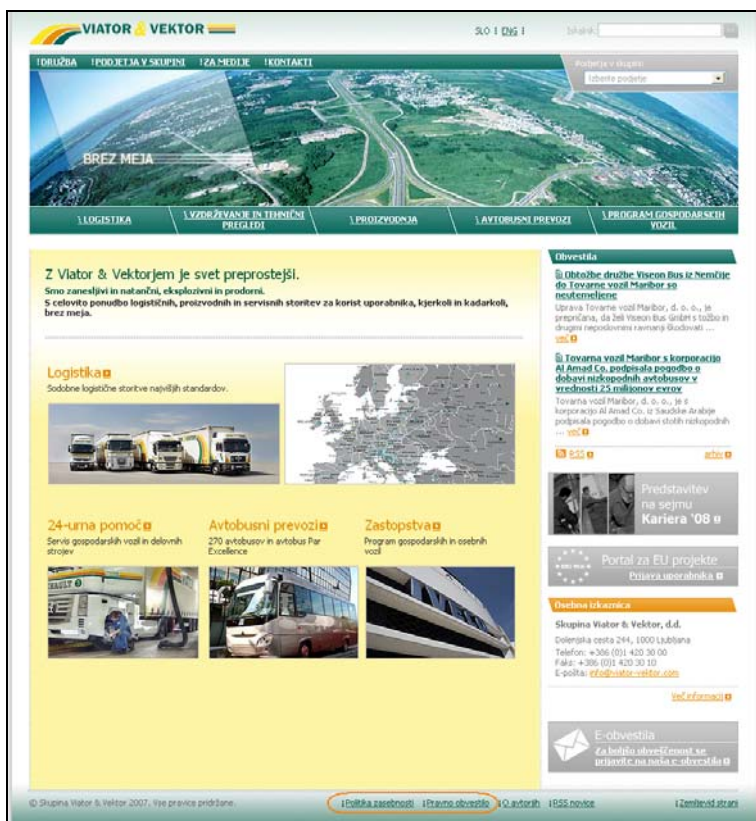 VIATOR & VEKTOR
SLO | ENG |
Iskalnik:
| DRUŽBA | PODJETJA V SKUPINI | ZA MEDIJE | KONTAKTI
Podjetja v skupini
Izberite podjetje
BREZ MEJA
\ LOGISTIKA
\ VZDRŽEVANJE IN TEHNIČNI
PREGLEDI
\ PROIZVODNJA
\ AVTOBUSNI PREVOZI
\ PROGRAM GOSPODARSKIH
VOZIL
Z Viator & Vektorjem je svet preprostejši.
Smo zanesljivi in natančni, eksplozivni in prodorni.
S celovito ponudbo logističnih, proizvodnih in servisnih storitev za korist uporabnika, kjerkoli in kadarkoli,
brez meja.
Logistika
Sodobne logistične storitve najvišjih standardov.
24-urna pomoč
Servis gospodarskih vozil in delovnih
strojev
Avtobusni prevozi
270 avtobusov in avtobus Par
Excellence
Zastopstva
Program gospodarskih in osebnih
vozil
Obvestila
Obtožbe družbe Viseon Bus iz Nemčije
do Tovarne vozil Maribor so
neutemeljene
Uprava Tovarne vozil Maribor, d. o. o., je
prepričana, da želi Viseon Bus GmbH s tožbo in
drugimi neposlovnimi ravnanji škodovati ...
več
Tovarna vozil Maribor s korporacijo
Al Amad Co. podpisala pogodbo o
dobavi nizkopodnih avtobusov v
vrednosti 25 milijonov evrov
Tovarna vozil Maribor, d. o. o., je s
korporacijo Al Amad Co. iz Saudske Arabije
podpisala pogodbo o dobavi stotih nizkopodnih
... več
RSS
arhiv
Predstavitev
na sejmu
Kariera '08
Portal za EU projekte
Prijava uporabnika
Osebna izkaznica
Skupina Viator & Vektor, d.d.
Dolenjska cesta 244, 1000 Ljubljana
Telefon: +386 (0)1 420 30 00
Faks: +386 (0)1 420 30 10
E-pošta: info@viator-vektor.com
Več informacij
E-obvestila
Za boljšo obveščenost se
prijavite na naša e-obvestila
© Skupina Viator & Vektor 2007. Vse pravice pridržane.
| Politika zasebnosti | Pravno obvestilo | O avtorjih | RSS novice
| Zemljevid strani